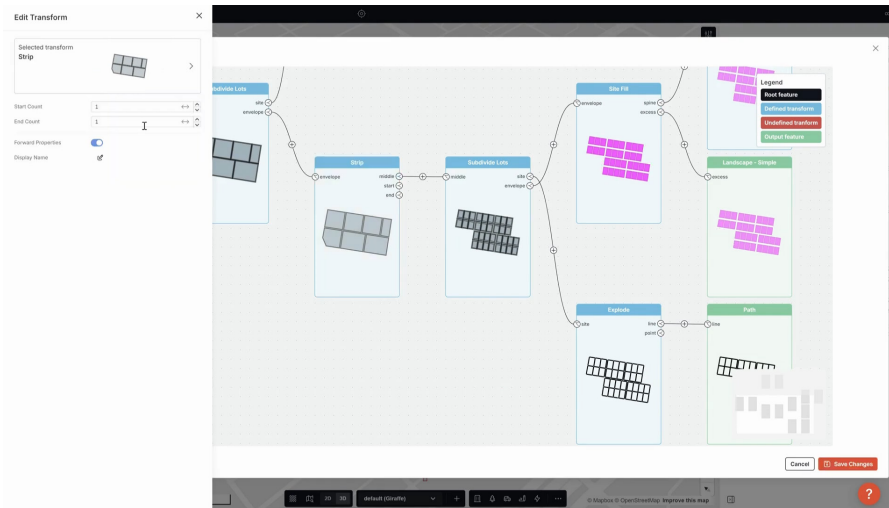 Edit Transform
Selected transform
Strip
Start Count
1
End Count
1
Forward Properties
Display Name
Subdivide Lots
site
envelope
Strip
envelope
middle
start
end
Subdivide Lots
middle
site
envelope
Site Fill
envelope
spine
excess
Legend
Root feature
Defined transform
Undefined tranform
Output feature
Landscape - Simple
excess
Explode
site
line
point
Path
line
Cancel
Save Changes
2D
3D
default (Giraffe)
© Mapbox © OpenStreetMap Improve this map
?